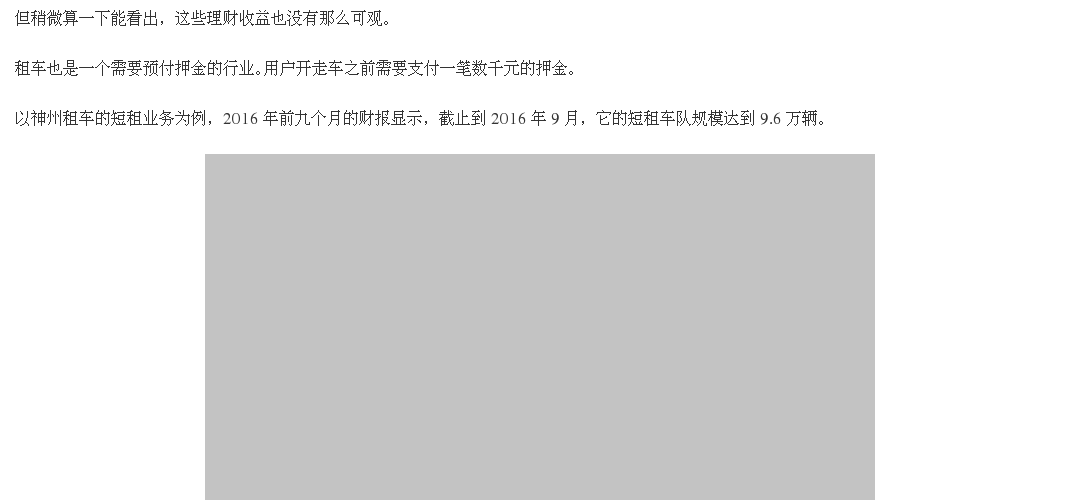 但稍微算一下能看出，这些理财收益也没有那么可观。
租车也是一个需要预付押金的行业。用户开走车之前需要支付一笔数千元的押金。
以神州租车的短租业务为例，2016 年前九个月的财报显示，截止到 2016 年 9 月，它的短租车队规模达到 9.6 万辆。